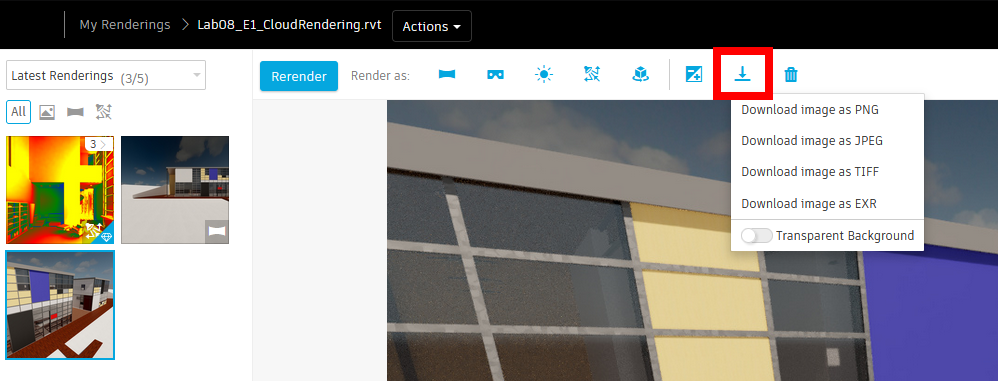 My Renderings > Lab08_E1_CloudRendering.rvt Actions
Latest Renderings (3/5)
Rerender Render as:
All
3 >
Download image as PNG
Download image as JPEG
Download image as TIFF
Download image as EXR
Transparent Background